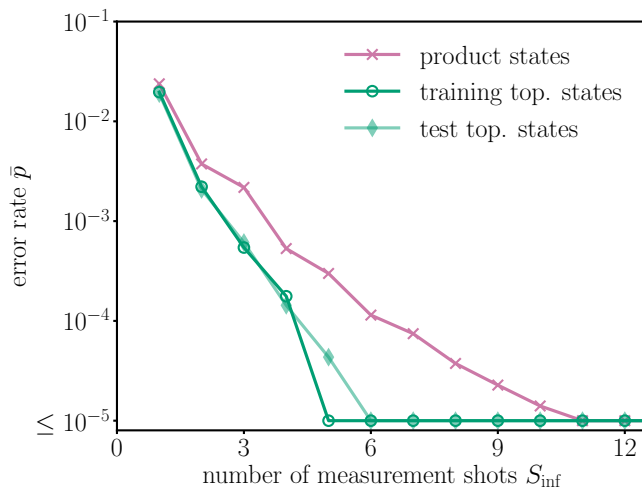 10⁻¹
10⁻²
10⁻³
10⁻⁴
≤ 10⁻⁵
error rate p̄
product states
training top. states
test top. states
0 3 6 9 12
number of measurement shots S_inf